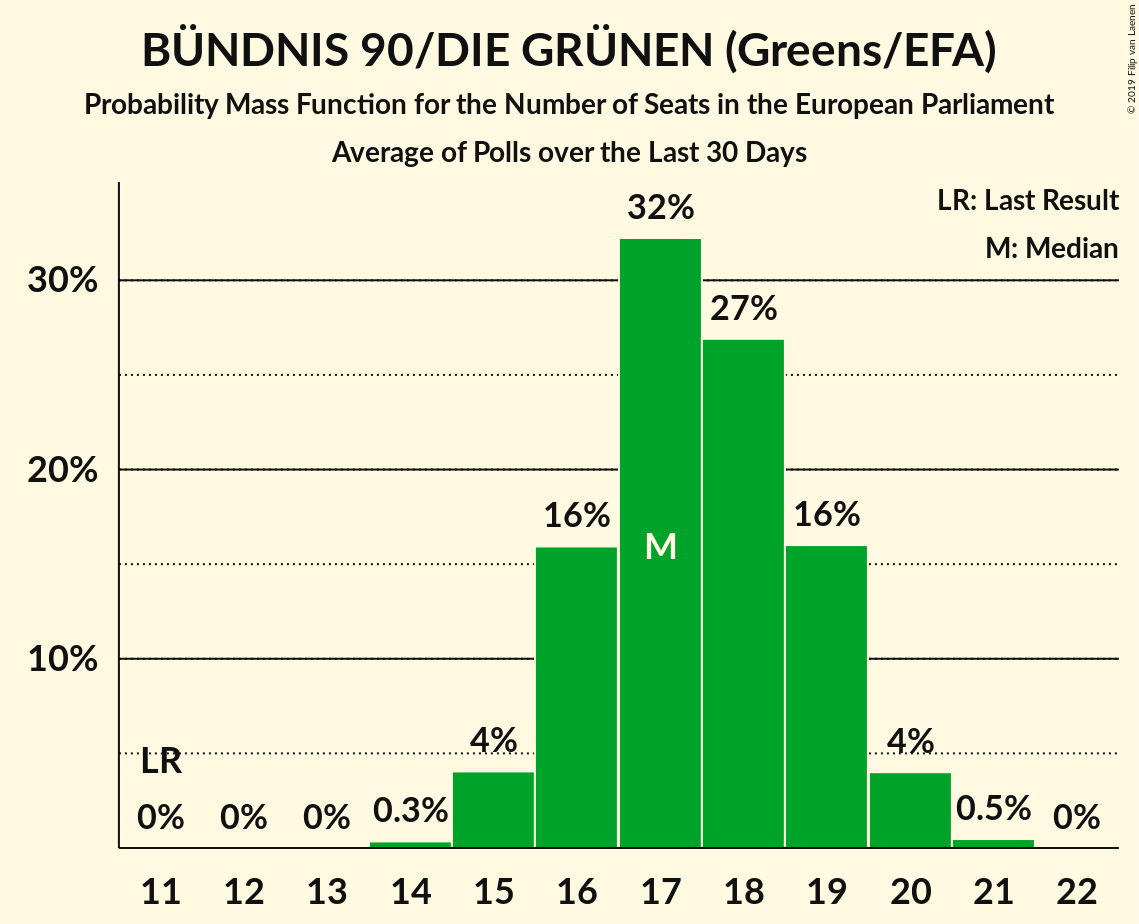 BÜNDNIS 90/DIE GRÜNEN (Greens/EFA)
Probability Mass Function for the Number of Seats in the European Parliament
Average of Polls over the Last 30 Days
© 2019 Filip van Laenen
LR: Last Result
M: Median
30%
20%
10%
LR
0%
0%
0%
0.3%
4%
16%
32%
M
27%
16%
4%
0.5%
0%
11 12 13 14 15 16 17 18 19 20 21 22